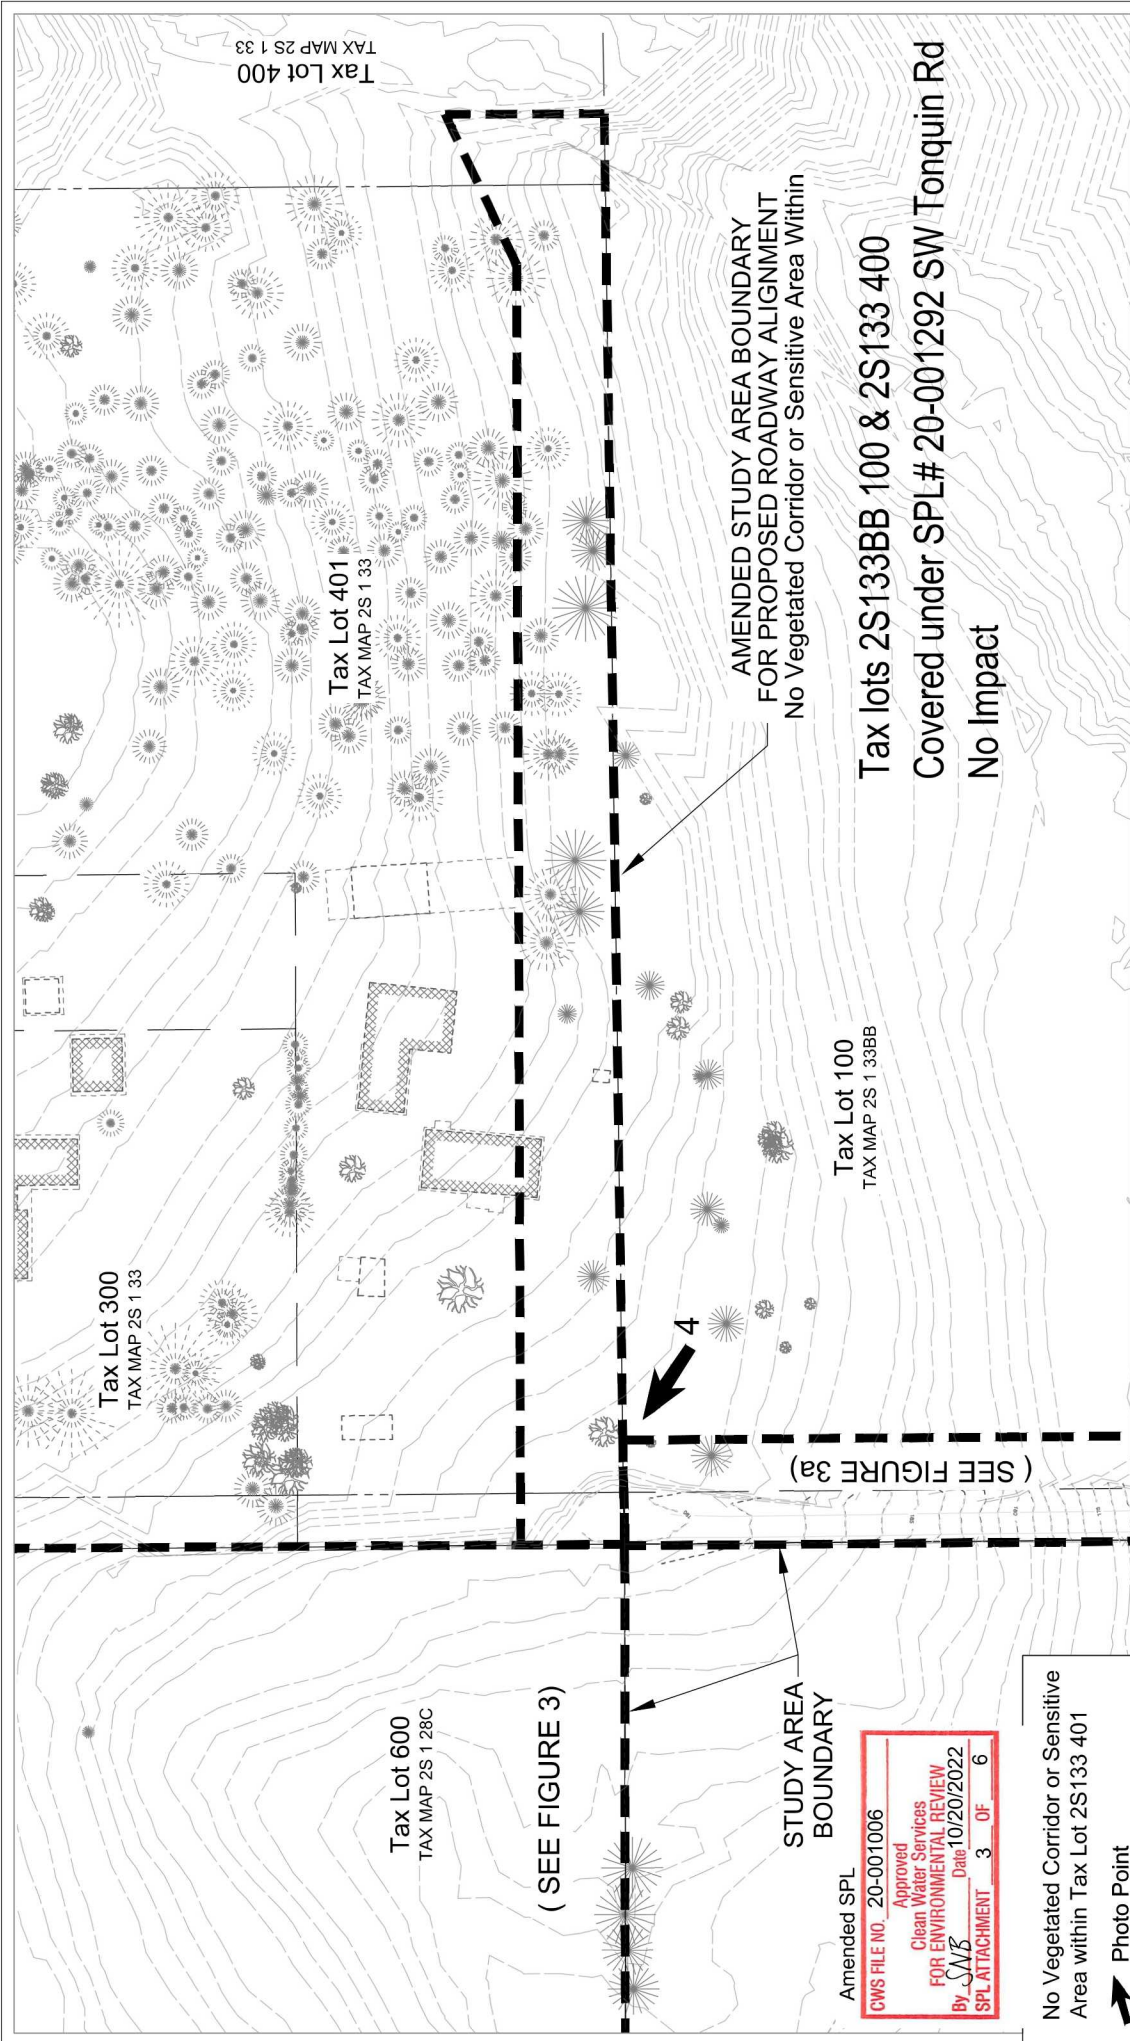 Tax Lot 400
TAX MAP 2S 1 33
Tax Lot 300
TAX MAP 2S 1 33
Tax Lot 401
TAX MAP 2S 1 33
Tax Lot 600
TAX MAP 2S 1 28C
( SEE FIGURE 3)
AMENDED STUDY AREA BOUNDARY
FOR PROPOSED ROADWAY ALIGNMENT
No Vegetated Corridor or Sensitive Area Within
4
STUDY AREA
BOUNDARY
(SEE FIGURE 3a)
Tax Lot 100
TAX MAP 2S 1 33BB
Tax lots 2S133BB 100 & 2S133 400
Covered under SPL# 20-001292 SW Tonquin Rd
No Impact
Amended SPL
CWS FILE NO. 20-001006
Approved
Clean Water Services
FOR ENVIRONMENTAL REVIEW
By SNB Date 10/20/2022
SPL ATTACHMENT 3 OF 6
No Vegetated Corridor or Sensitive
Area within Tax Lot 2S133 401
Photo Point